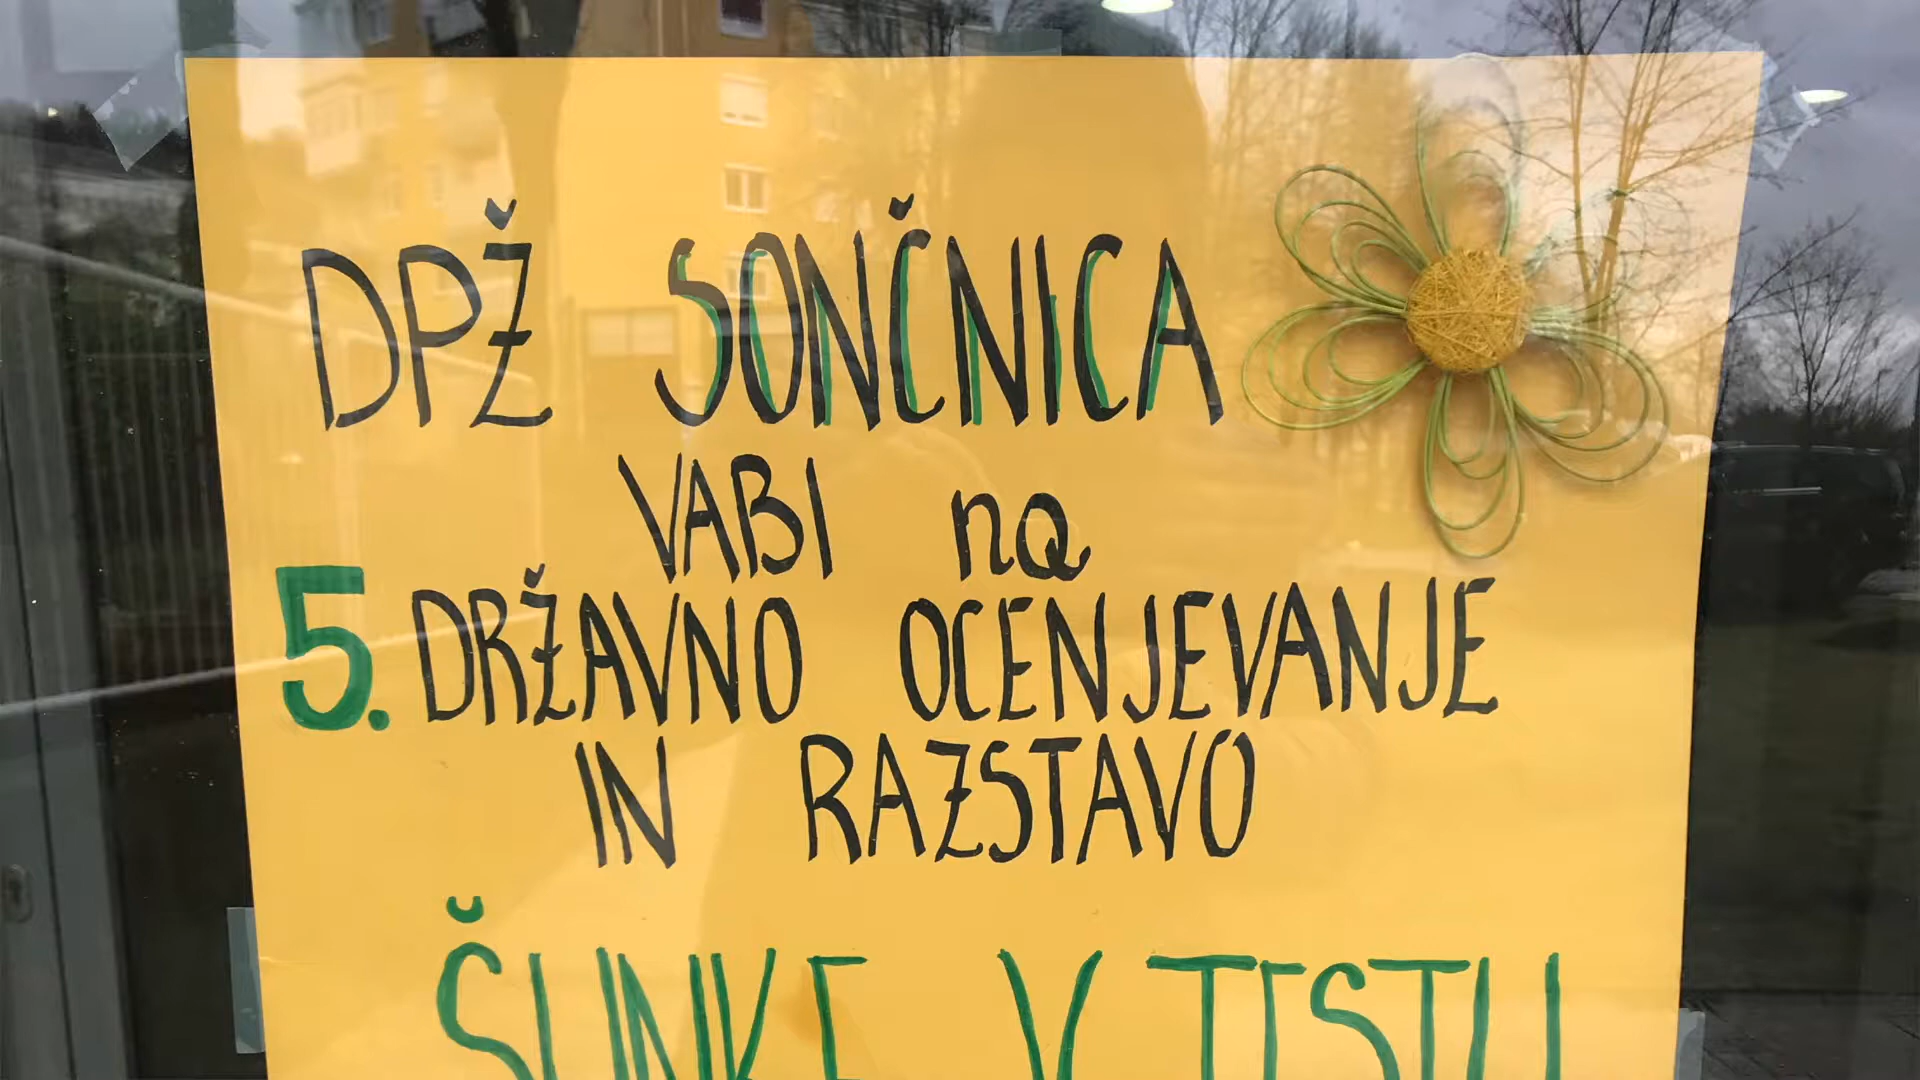 DPŽ SONČNICA
VABI na
5. DRŽAVNO OCENJEVANJE
IN RAZSTAVO
ŠUNKE V TESTU